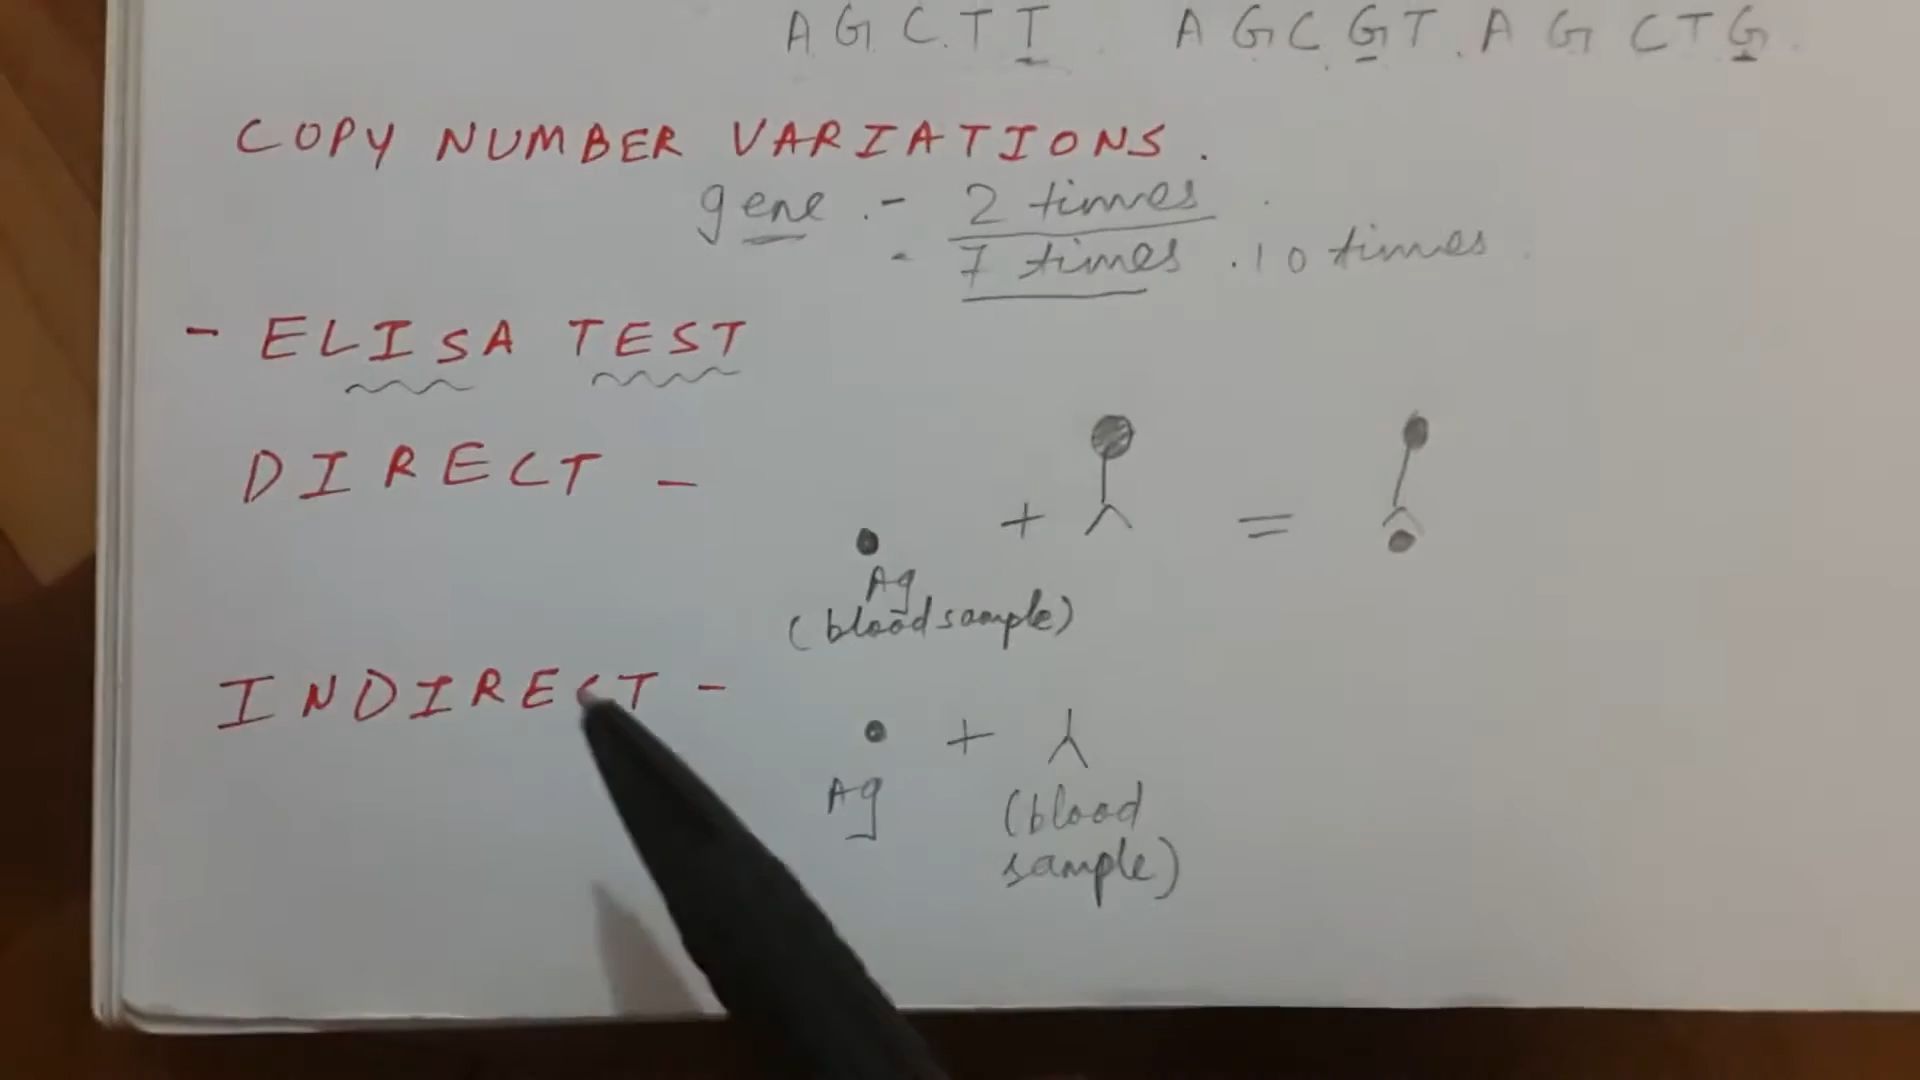 AGCTT. AGCGT. AGCTG.
COPY NUMBER VARIATIONS.
gene.- 2 times
- 7 times .10 times
- ELISA TEST
DIRECT -
+ =
Ag
(blood sample)
INDIRECT -
+
Ag (blood
sample)